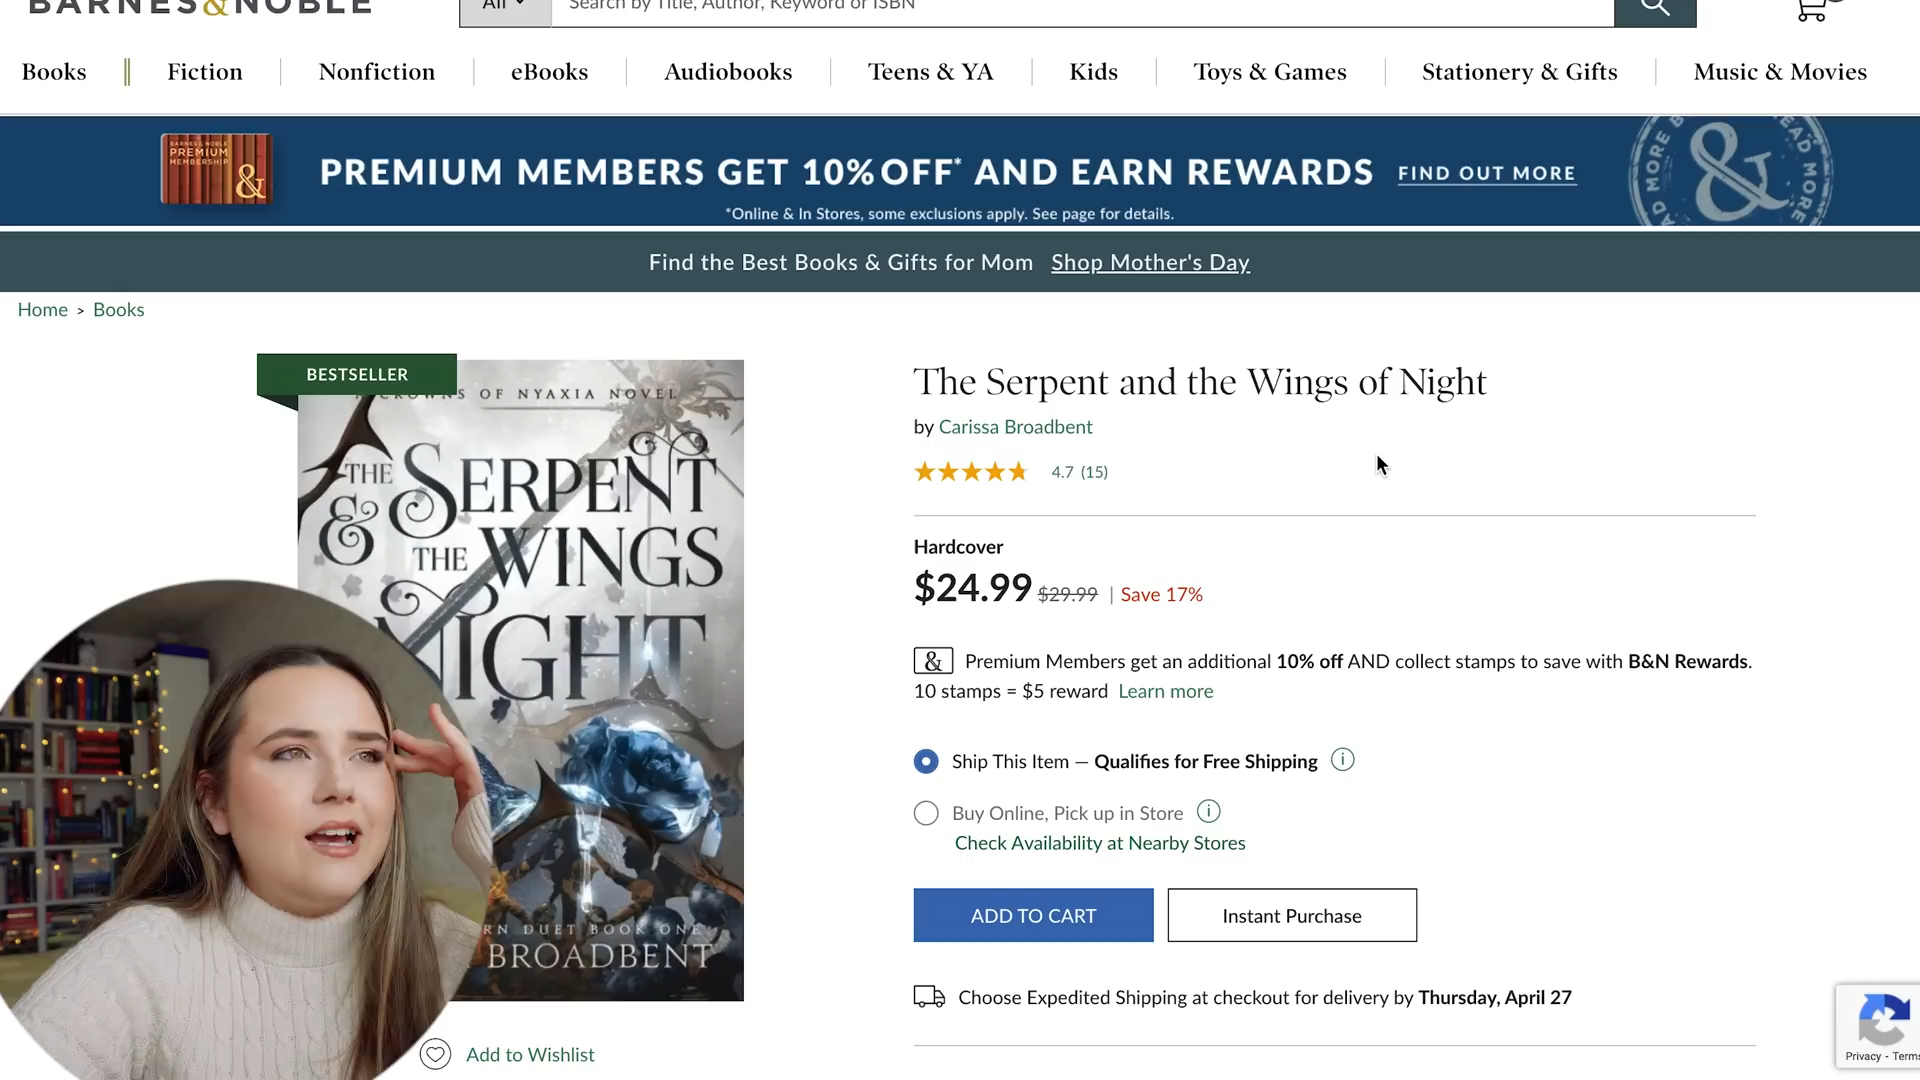 BARNES&NOBLE
All
Search by Title, Author, Keyword or ISBN
Books
Fiction
Nonfiction
eBooks
Audiobooks
Teens & YA
Kids
Toys & Games
Stationery & Gifts
Music & Movies
BARNES & NOBLE
PREMIUM
MEMBERSHIP
&
PREMIUM MEMBERS GET 10% OFF* AND EARN REWARDS
FIND OUT MORE
*Online & In Stores, some exclusions apply. See page for details.
Find the Best Books & Gifts for Mom Shop Mother's Day
Home > Books
BESTSELLER
CROWNS OF NYAXIA NOVEL
THE SERPENT
& THE WINGS
NIGHT
BOOK ONE
BROADBENT
Add to Wishlist
The Serpent and the Wings of Night
by Carissa Broadbent
4.7 (15)
Hardcover
$24.99 $29.99 | Save 17%
& Premium Members get an additional 10% off AND collect stamps to save with B&N Rewards.
10 stamps = $5 reward Learn more
Ship This Item — Qualifies for Free Shipping
Buy Online, Pick up in Store
Check Availability at Nearby Stores
ADD TO CART
Instant Purchase
Choose Expedited Shipping at checkout for delivery by Thursday, April 27
Privacy - Terms